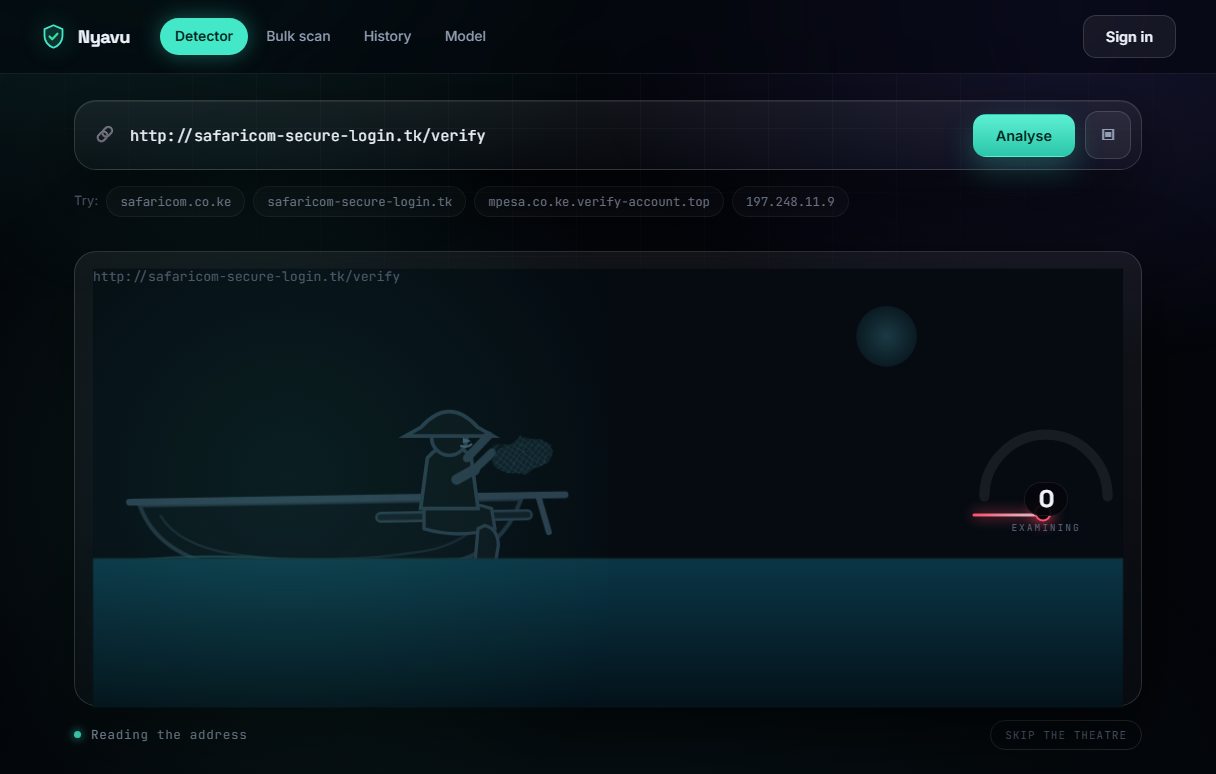 Nyavu Detector Bulk scan History Model Sign in
http://safaricom-secure-login.tk/verify Analyse
Try: safaricom.co.ke safaricom-secure-login.tk mpesa.co.ke.verify-account.top 197.248.11.9
http://safaricom-secure-login.tk/verify
0
EXAMINING
Reading the address SKIP THE THEATRE